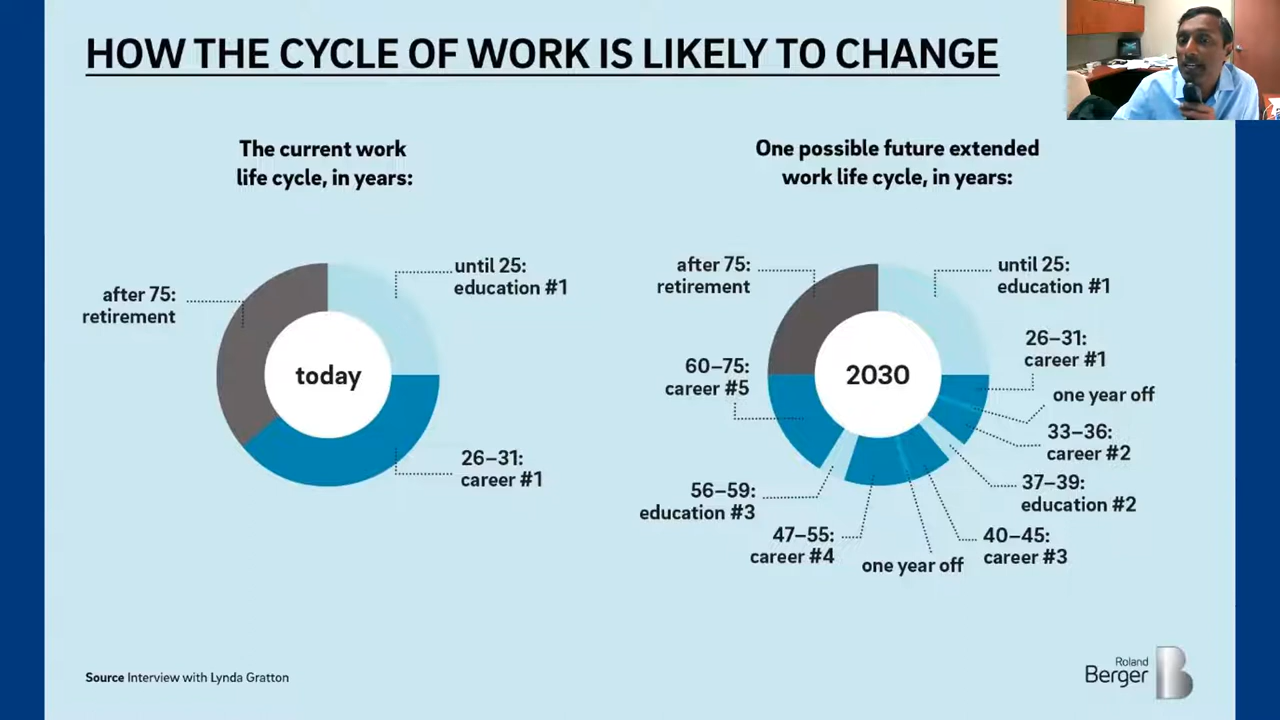 HOW THE CYCLE OF WORK IS LIKELY TO CHANGE
The current work
life cycle, in years:
until 25:
education #1
after 75:
retirement
today
26–31:
career #1
One possible future extended
work life cycle, in years:
after 75:
retirement
until 25:
education #1
26–31:
career #1
one year off
33–36:
career #2
37–39:
education #2
40–45:
career #3
one year off
47–55:
career #4
56–59:
education #3
60–75:
career #5
2030
Source Interview with Lynda Gratton
Roland
Berger
B